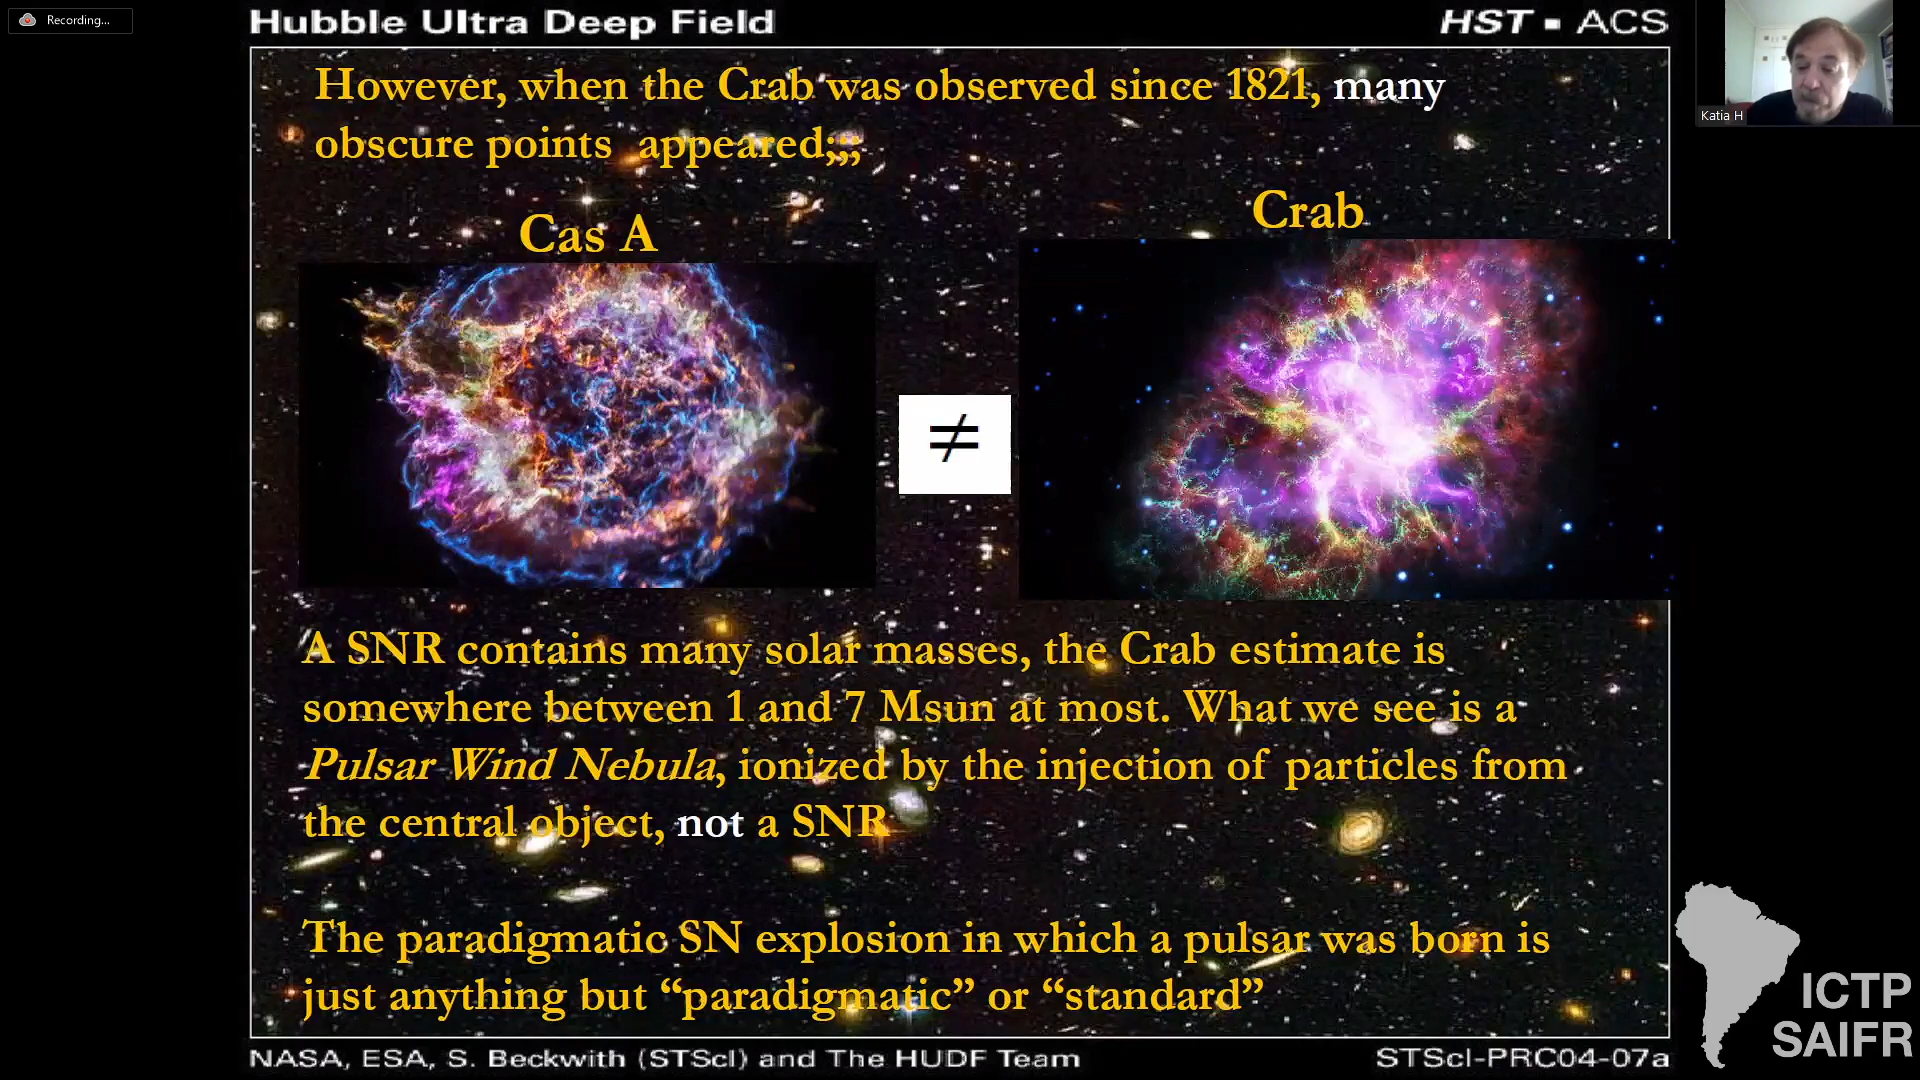 Recording...
Hubble Ultra Deep Field
HST ▪ ACS
Katia H
However, when the Crab was observed since 1821, many
obscure points appeared;;;
Cas A
Crab
≠
A SNR contains many solar masses, the Crab estimate is
somewhere between 1 and 7 Msun at most. What we see is a
Pulsar Wind Nebula, ionized by the injection of particles from
the central object, not a SNR
The paradigmatic SN explosion in which a pulsar was born is
just anything but “paradigmatic” or “standard”
NASA, ESA, S. Beckwith (STScI) and The HUDF Team
STScI-PRC04-07a
ICTP
SAIFR